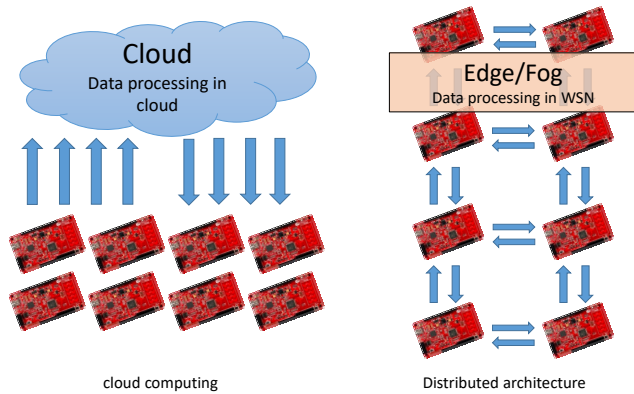 Cloud
Data processing in
cloud
Edge/Fog
Data processing in WSN
cloud computing
Distributed architecture